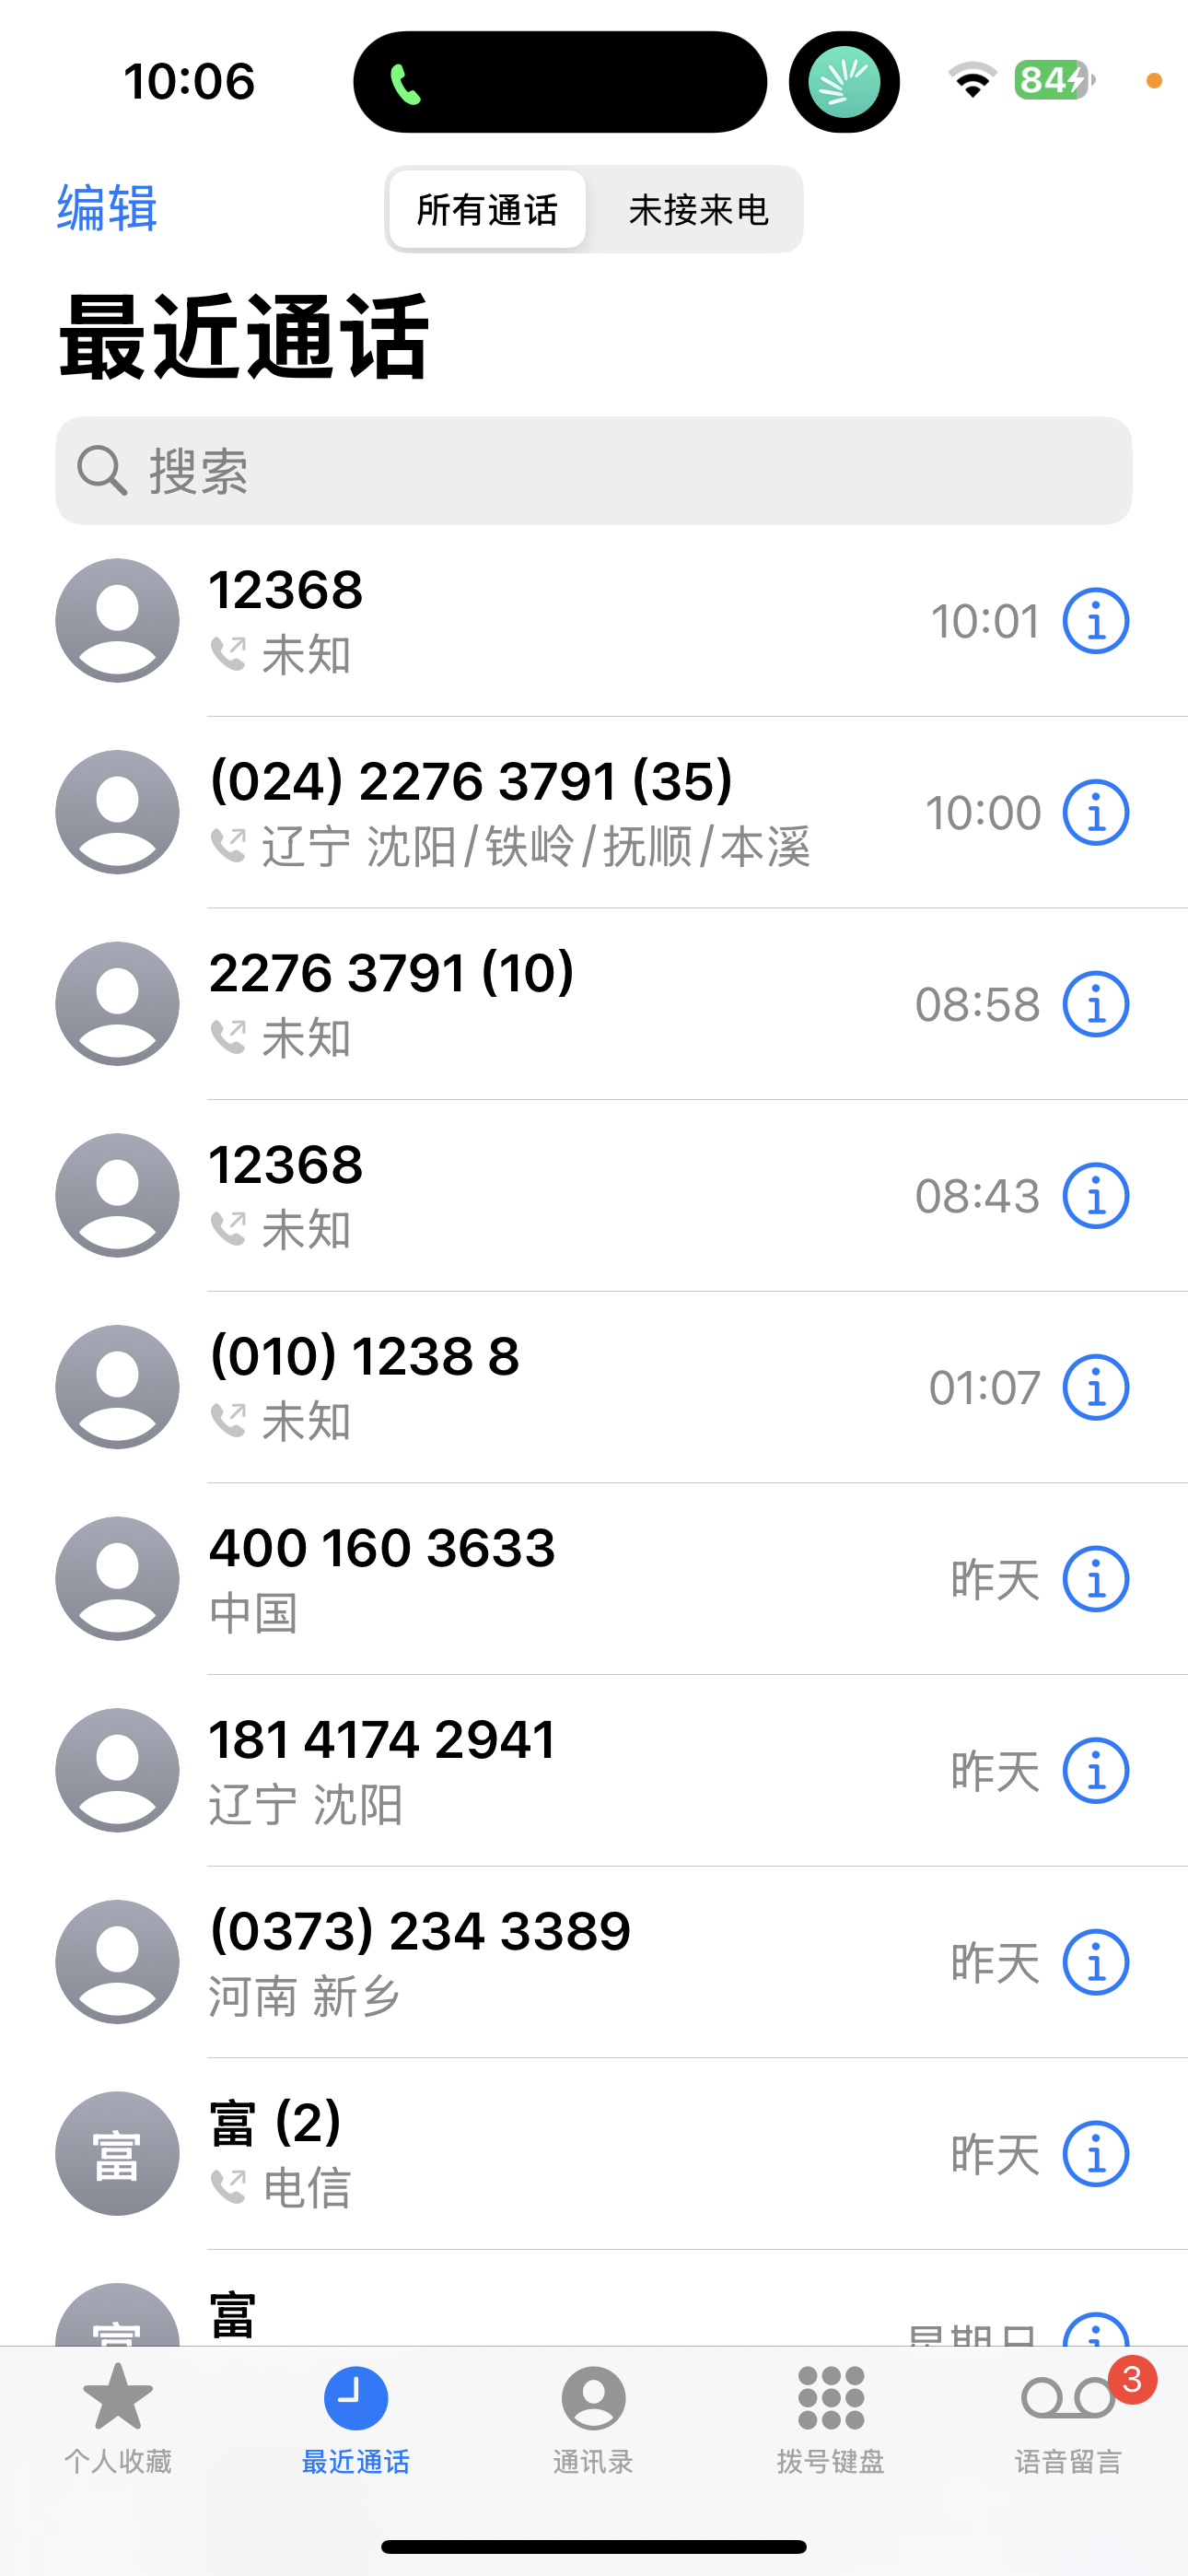 10:06
84
编辑
所有通话
未接来电
最近通话
搜索
12368
未知
10:01
(024) 2276 3791 (35)
辽宁 沈阳/铁岭/抚顺/本溪
10:00
2276 3791 (10)
未知
08:58
12368
未知
08:43
(010) 1238 8
未知
01:07
400 160 3633
中国
昨天
181 4174 2941
辽宁 沈阳
昨天
(0373) 234 3389
河南 新乡
昨天
富
富 (2)
电信
昨天
富
富
星期日
个人收藏
最近通话
通讯录
拨号键盘
3
语音留言